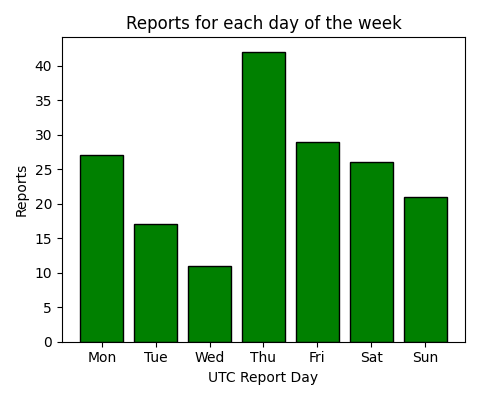 Reports for each day of the week
40
35
30
25
20
15
10
5
0
Reports
Mon Tue Wed Thu Fri Sat Sun
UTC Report Day